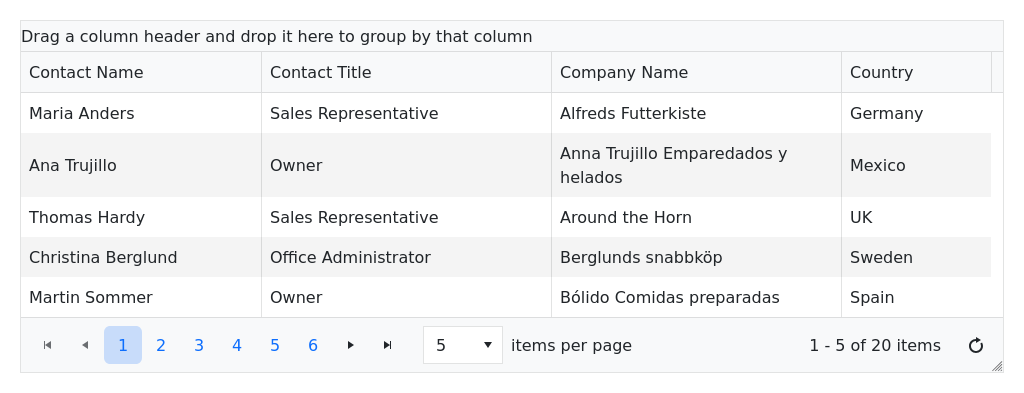 Drag a column header and drop it here to group by that column
Contact Name Contact Title Company Name Country
Maria Anders Sales Representative Alfreds Futterkiste Germany
Ana Trujillo Owner Anna Trujillo Emparedados y helados Mexico
Thomas Hardy Sales Representative Around the Horn UK
Christina Berglund Office Administrator Berglunds snabbköp Sweden
Martin Sommer Owner Bólido Comidas preparadas Spain
1 2 3 4 5 6 5 items per page 1 - 5 of 20 items